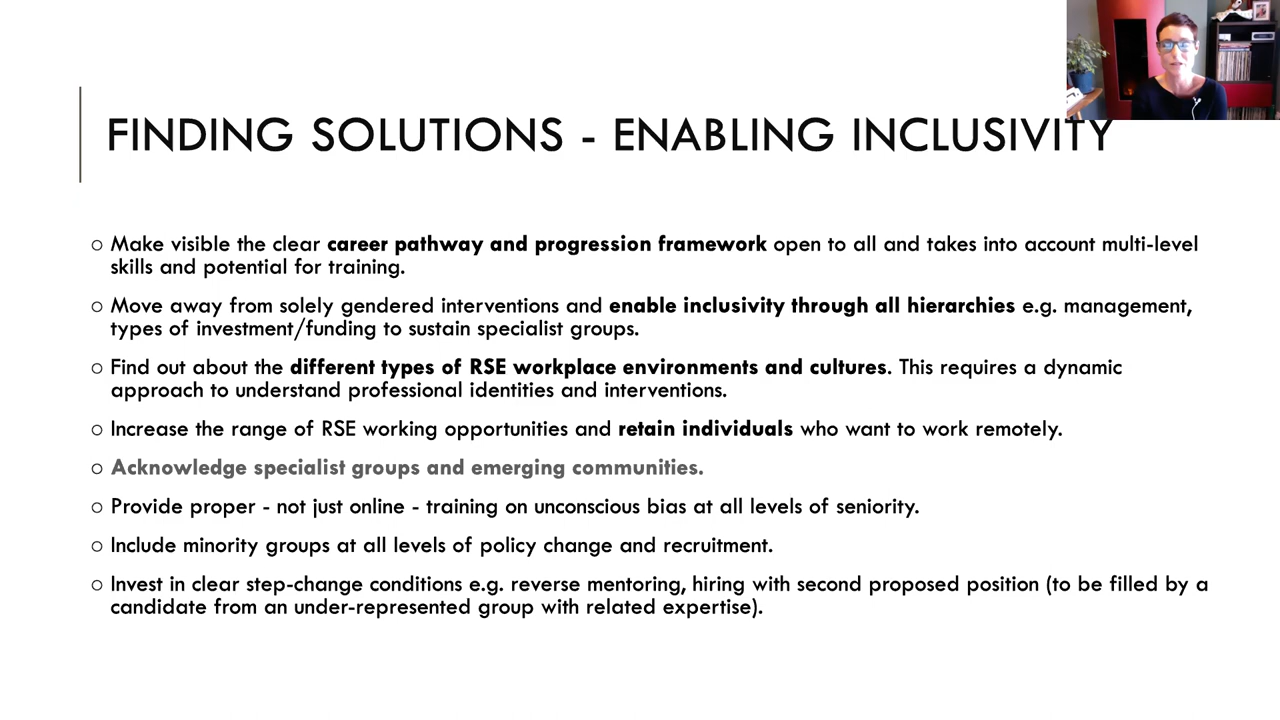 FINDING SOLUTIONS - ENABLING INCLUSIVITY
○ Make visible the clear career pathway and progression framework open to all and takes into account multi-level
skills and potential for training.
○ Move away from solely gendered interventions and enable inclusivity through all hierarchies e.g. management,
types of investment/funding to sustain specialist groups.
○ Find out about the different types of RSE workplace environments and cultures. This requires a dynamic
approach to understand professional identities and interventions.
○ Increase the range of RSE working opportunities and retain individuals who want to work remotely.
○ Acknowledge specialist groups and emerging communities.
○ Provide proper - not just online - training on unconscious bias at all levels of seniority.
○ Include minority groups at all levels of policy change and recruitment.
○ Invest in clear step-change conditions e.g. reverse mentoring, hiring with second proposed position (to be filled by a
candidate from an under-represented group with related expertise).